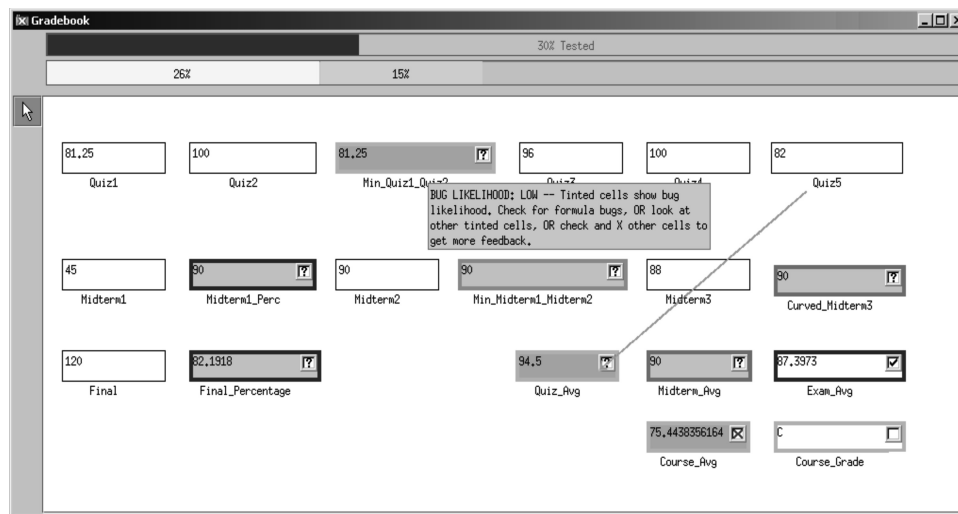 Gradebook
30% Tested
26% 15%
81.25 100 81.25 ? 96 100 82
Quiz1 Quiz2 Min_Quiz1_Quiz2 Quiz3 Quiz4 Quiz5
BUG LIKELIHOOD: LOW -- Tinted cells show bug
likelihood. Check for formula bugs, OR look at
other tinted cells, OR check and X other cells to
get more feedback.
45 90 ? 90 90 ? 88 90 ?
Midterm1 Midterm1_Perc Midterm2 Min_Midterm1_Midterm2 Midterm3 Curved_Midterm3
120 82.1918 ? 94.5 ? 90 ? 87.3973
Final Final_Percentage Quiz_Avg Midterm_Avg Exam_Avg
75.4438356164 C
Course_Avg Course_Grade